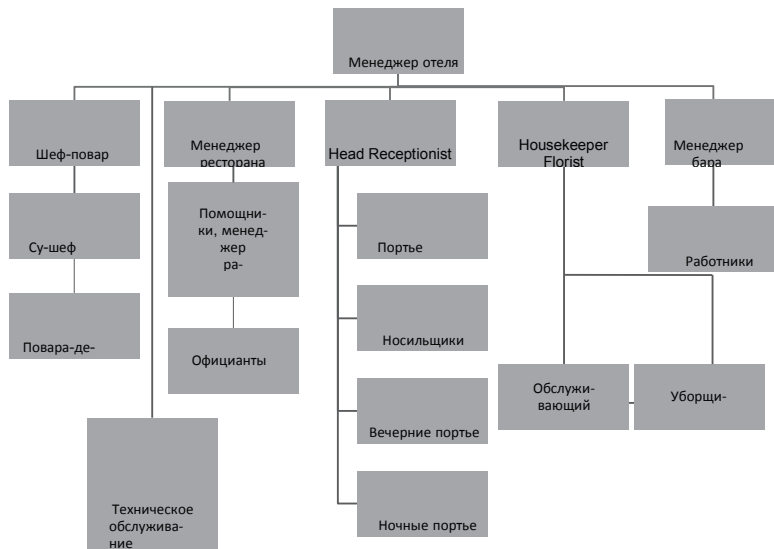 Менеджер отеля
Шеф-повар
Менеджер
ресторана
Head Receptionist
Housekeeper
Florist
Менеджер
бара
Су-шеф
Помощни-
ки, менед-
жер
ра-
Портье
Работники
Повара-де-
Официанты
Носильщики
Обслужи-
вающий
Уборщи-
Вечерние портье
Техническое
обслужива-
ние
Ночные портье